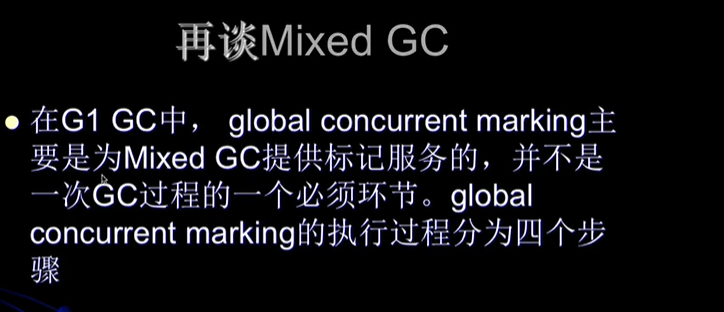 再谈Mixed GC
在G1 GC中， global concurrent marking主
要是为Mixed GC提供标记服务的，并不是
一次GC过程的一个必须环节。global
concurrent marking的执行过程分为四个步
骤